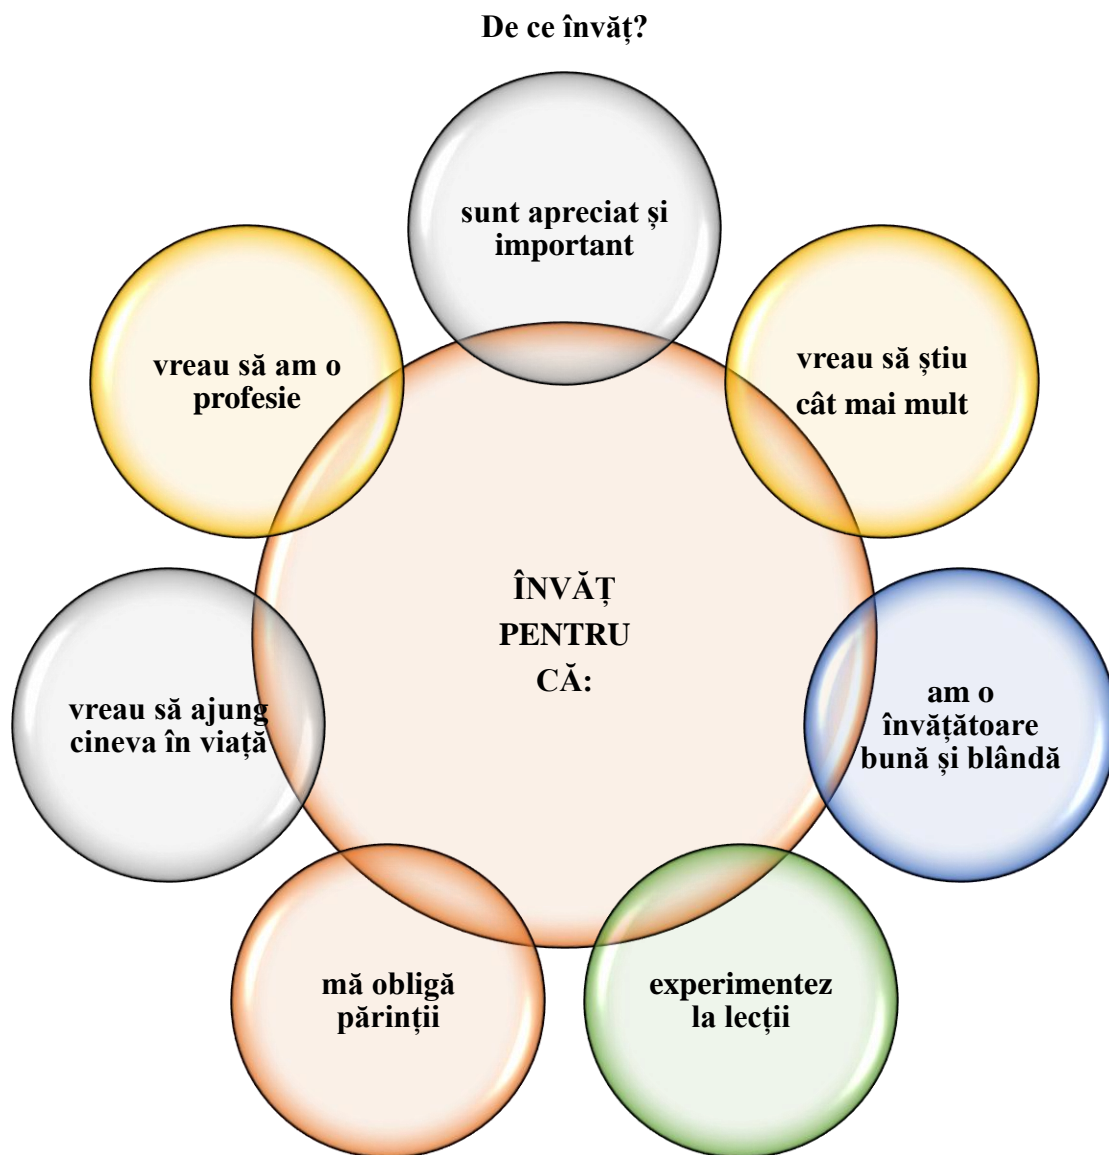 De ce învăț?
sunt apreciat și
important
vreau să știu
cât mai mult
am o
învățătoare
bună și blândă
experimentez
la lecții
mă obligă
părinții
vreau să ajung
cineva în viață
vreau să am o
profesie
ÎNVĂȚ
PENTRU
CĂ: